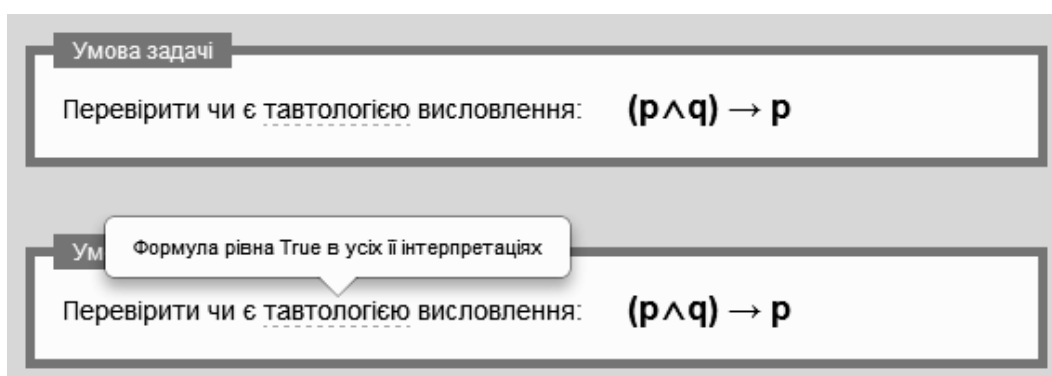 Умова задачі
Перевірити чи є тавтологією висловлення: (p∧q) → p
Ум
Формула рівна True в усіх її інтерпретаціях
Перевірити чи є тавтологією висловлення: (p∧q) → p